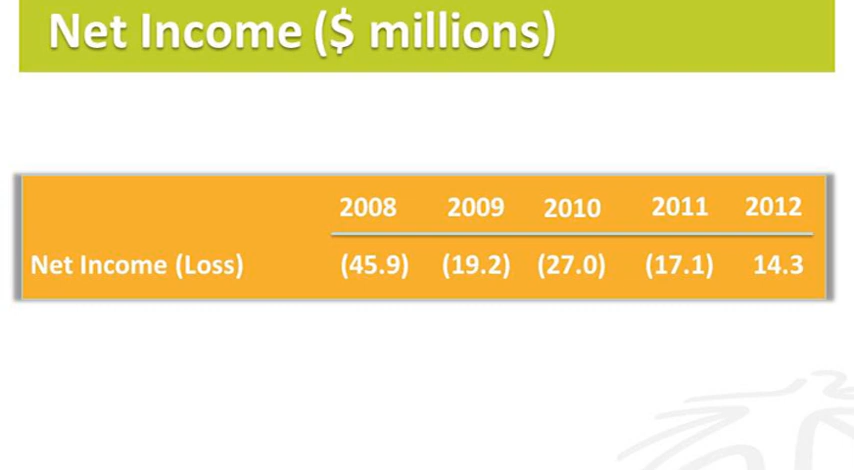 Net Income ($ millions)
2008 2009 2010 2011 2012
Net Income (Loss) (45.9) (19.2) (27.0) (17.1) 14.3